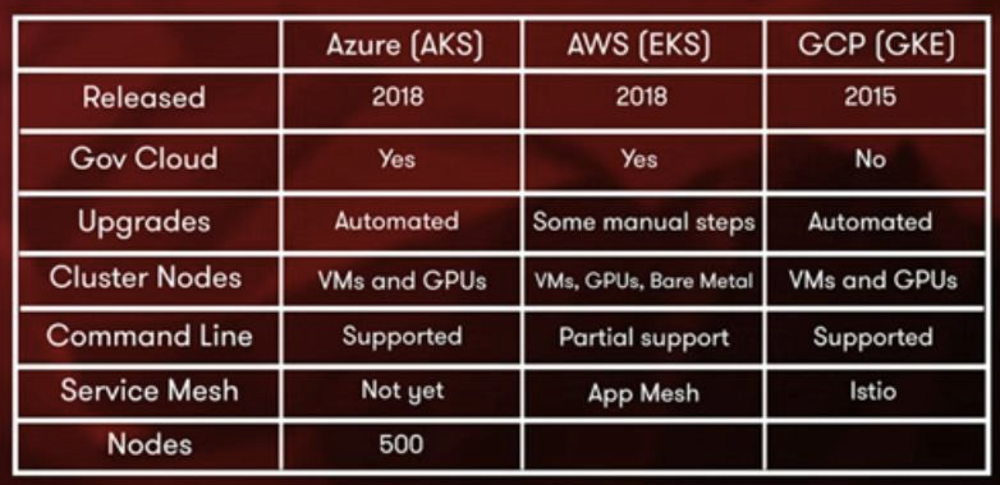 Azure (AKS) AWS (EKS) GCP (GKE)
Released 2018 2018 2015
Gov Cloud Yes Yes No
Upgrades Automated Some manual steps Automated
Cluster Nodes VMs and GPUs VMs, GPUs, Bare Metal VMs and GPUs
Command Line Supported Partial support Supported
Service Mesh Not yet App Mesh Istio
Nodes 500